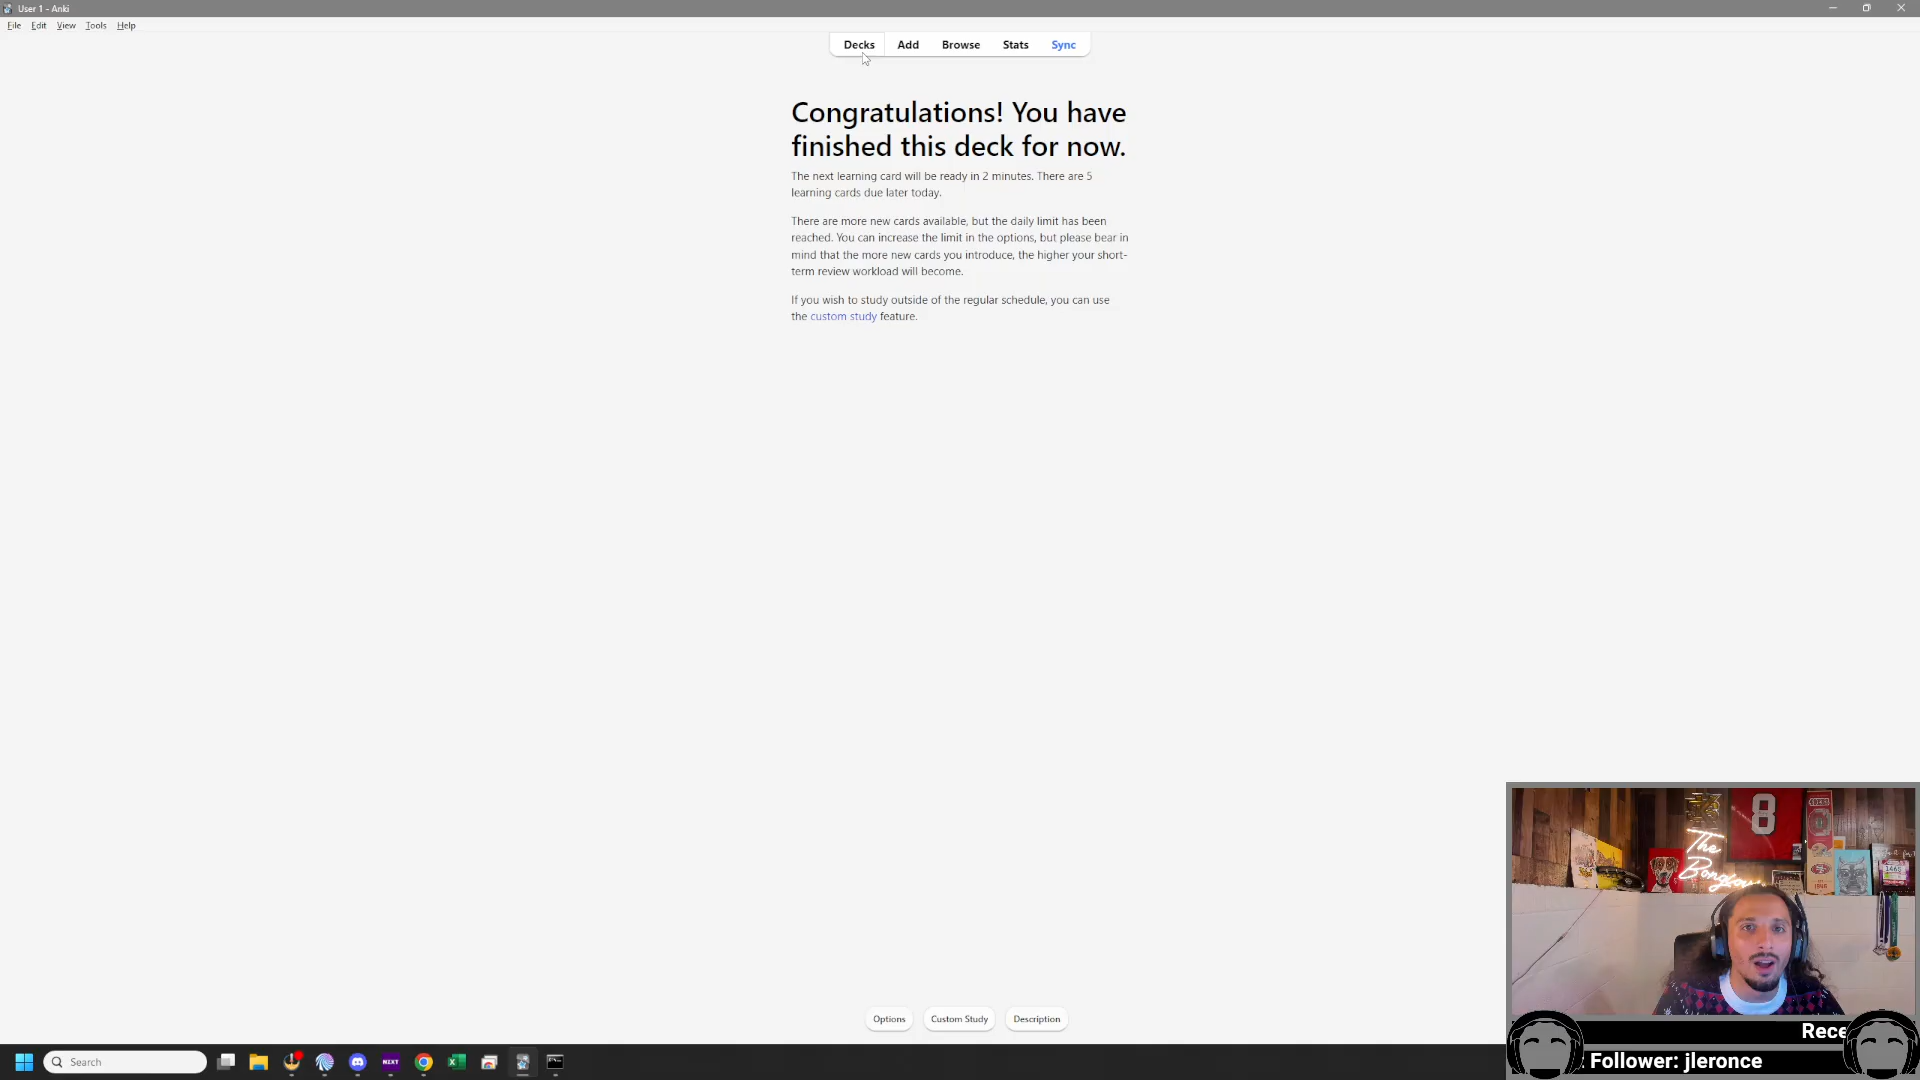 User 1 - Anki
File Edit View Tools Help
Decks Add Browse Stats Sync
Congratulations! You have
finished this deck for now.
The next learning card will be ready in 2 minutes. There are 5
learning cards due later today.
There are more new cards available, but the daily limit has been
reached. You can increase the limit in the options, but please bear in
mind that the more new cards you introduce, the higher your short-
term review workload will become.
If you wish to study outside of the regular schedule, you can use
the custom study feature.
8
The
Options Custom Study Description
Rece
Follower: jleronce
Search
NEXT